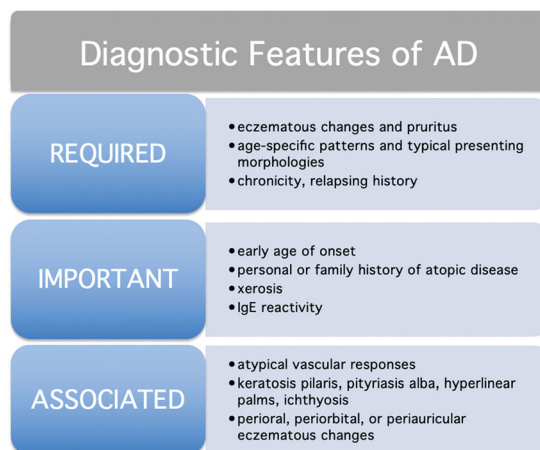 Diagnostic Features of AD
REQUIRED
•eczematous changes and pruritus
•age-specific patterns and typical presenting
morphologies
•chronicity, relapsing history
IMPORTANT
•early age of onset
•personal or family history of atopic disease
•xerosis
•IgE reactivity
ASSOCIATED
•atypical vascular responses
•keratosis pilaris, pityriasis alba, hyperlinear
palms, ichthyosis
•perioral, periorbital, or periauricular
eczematous changes